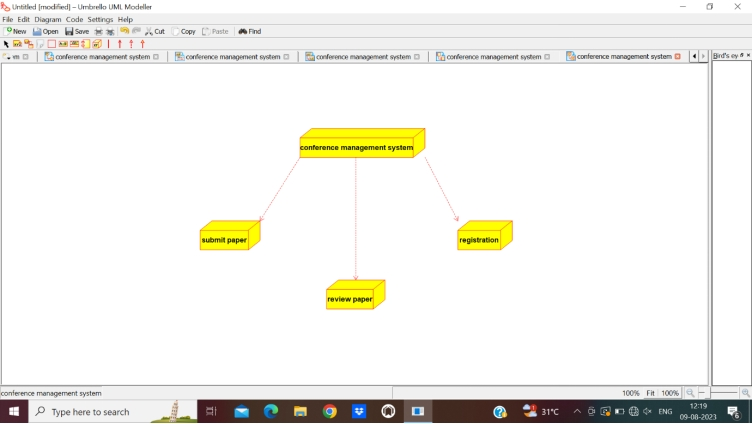 Untitled [modified] – Umbrello UML Modeller
File Edit Diagram Code Settings Help
New Open Save Cut Copy Paste Find
conference management system conference management system conference management system conference management system conference management system
conference management system
submit paper
registration
review paper
conference management system
100% Fit 100%
Type here to search
31°C
ENG
12:19
09-08-2023
6